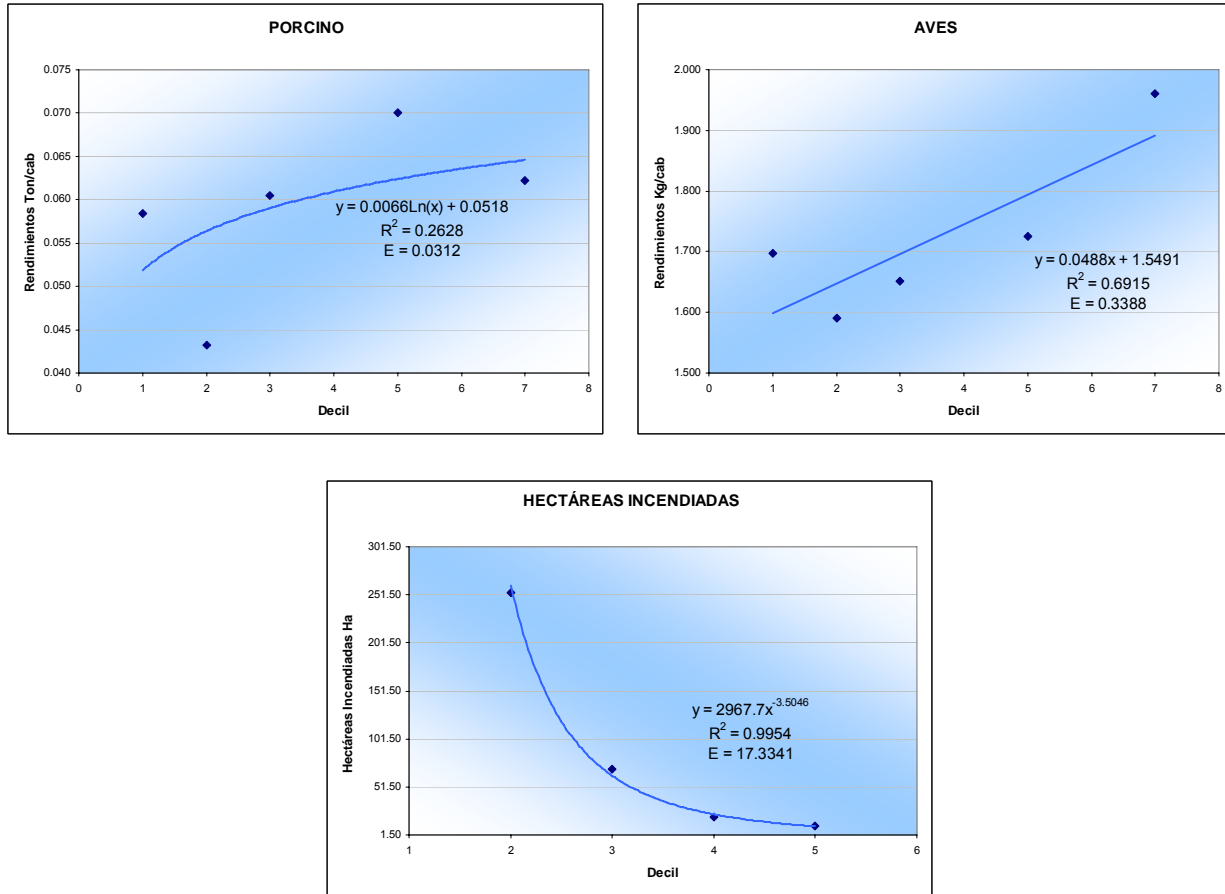 PORCINO
Rendimientos Ton/cab
0.075
0.070
0.065
0.060
0.055
0.050
0.045
0.040
y = 0.0066Ln(x) + 0.0518
R² = 0.2628
E = 0.0312
0 1 2 3 4 5 6 7 8
Decil
AVES
Rendimientos Kg/cab
2.000
1.900
1.800
1.700
1.600
1.500
y = 0.0488x + 1.5491
R² = 0.6915
E = 0.3388
0 1 2 3 4 5 6 7 8
Decil
HECTÁREAS INCENDIADAS
Hectáreas Incendiadas Ha
301.50
251.50
201.50
151.50
101.50
51.50
1.50
y = 2967.7x⁻³·⁵⁰⁴⁶
R² = 0.9954
E = 17.3341
1 2 3 4 5 6
Decil